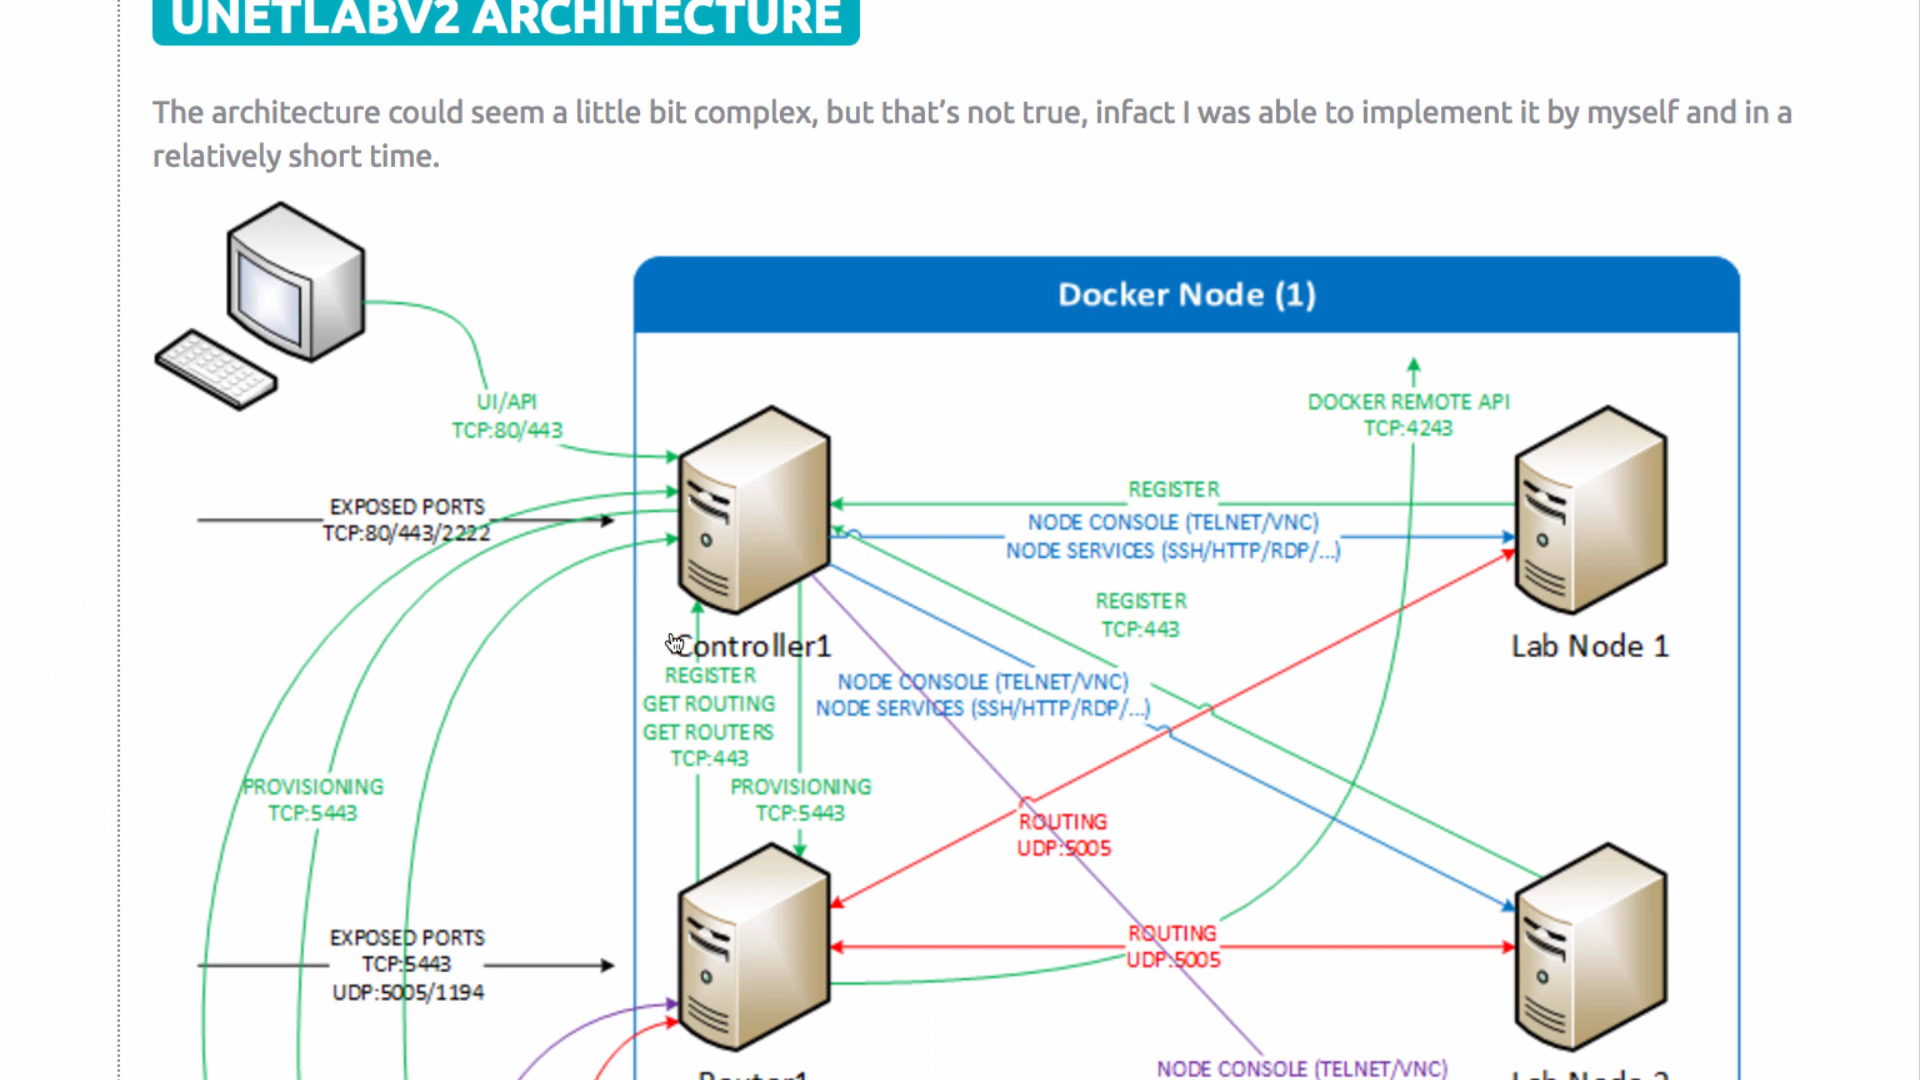 UNETLABV2 ARCHITECTURE
The architecture could seem a little bit complex, but that's not true, infact I was able to implement it by myself and in a
relatively short time.
Docker Node (1)
UI/API
TCP:80/443
DOCKER REMOTE API
TCP:4243
EXPOSED PORTS
TCP:80/443/2222
REGISTER
NODE CONSOLE (TELNET/VNC)
NODE SERVICES (SSH/HTTP/RDP/...)
REGISTER
TCP:443
Controller1
Lab Node 1
REGISTER
GET ROUTING
GET ROUTERS
TCP:443
NODE CONSOLE (TELNET/VNC)
NODE SERVICES (SSH/HTTP/RDP/...)
PROVISIONING
TCP:5443
PROVISIONING
TCP:5443
ROUTING
UDP:5005
EXPOSED PORTS
TCP:5443
UDP:5005/1194
ROUTING
UDP:5005
NODE CONSOLE (TELNET/VNC)
Router1
Lab Node 2